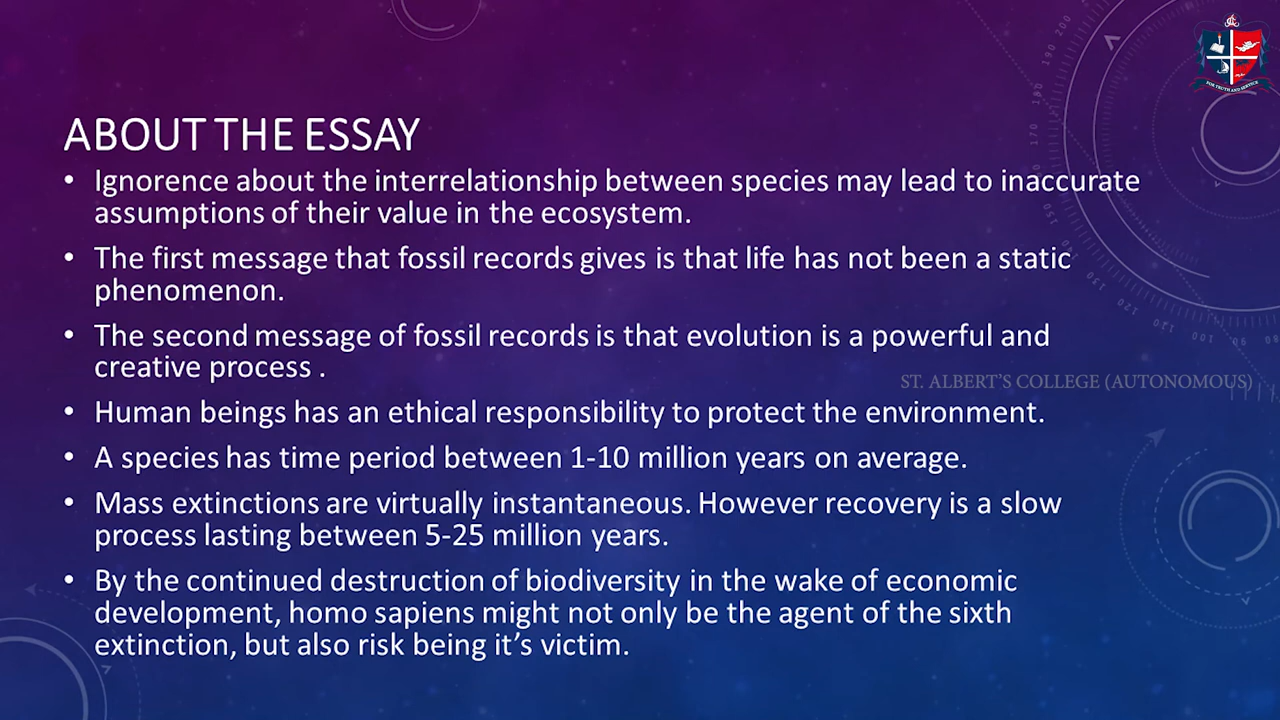 ABOUT THE ESSAY
• Ignorence about the interrelationship between species may lead to inaccurate
assumptions of their value in the ecosystem.
• The first message that fossil records gives is that life has not been a static
phenomenon.
• The second message of fossil records is that evolution is a powerful and
creative process .
ST. ALBERT'S COLLEGE (AUTONOMOUS)
• Human beings has an ethical responsibility to protect the environment.
• A species has time period between 1-10 million years on average.
• Mass extinctions are virtually instantaneous. However recovery is a slow
process lasting between 5-25 million years.
• By the continued destruction of biodiversity in the wake of economic
development, homo sapiens might not only be the agent of the sixth
extinction, but also risk being it's victim.